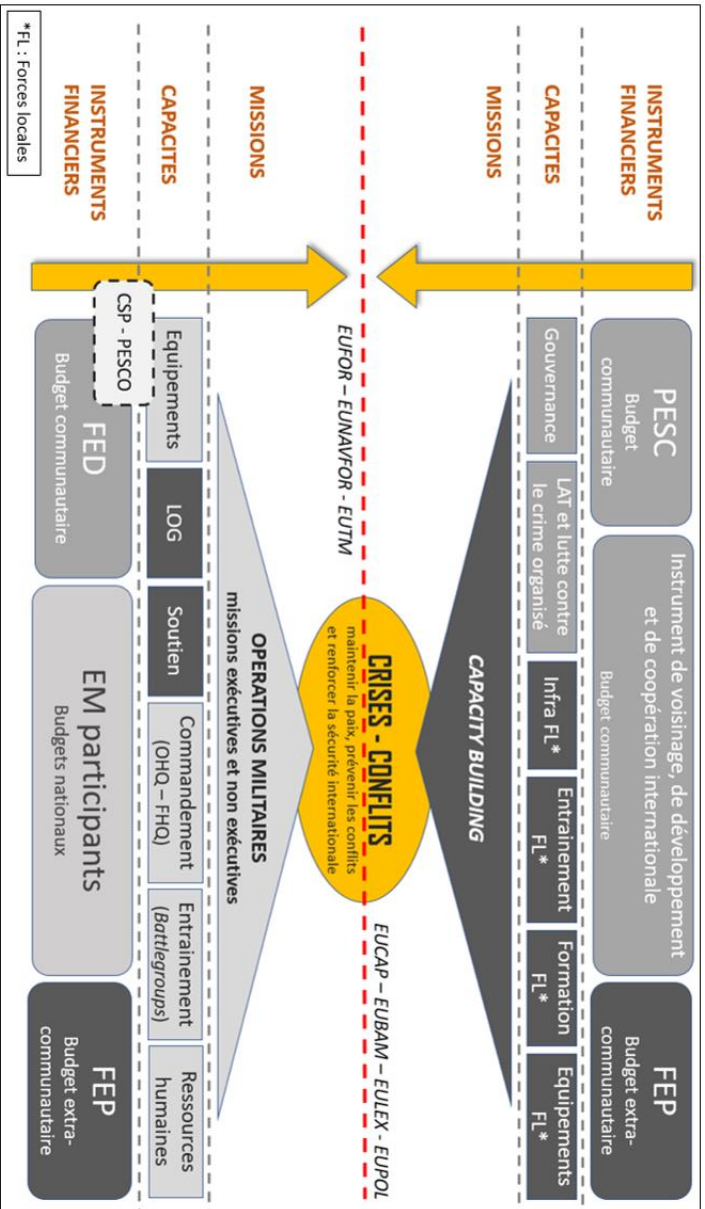 INSTRUMENTS
FINANCIERS
PESC
Budget
communautaire
Instrument de voisinage, de développement
et de coopération internationale
Budget communautaire
FEP
Budget extra-
communautaire
CAPACITES
Gouvernance
LAT et lutte contre
le crime organisé
Infra FL*
Entrainement
FL*
Formation
FL*
Equipements
FL*
MISSIONS
CAPACITY BUILDING
EUCAP – EUBAM – EULEX - EUPOL
CRISES - CONFLITS
maintenir la paix, prévenir les conflits
et renforcer la sécurité internationale
EUFOR – EUNAVFOR - EUTM
MISSIONS
OPERATIONS MILITAIRES
missions exécutives et non exécutives
CAPACITES
Equipements
LOG
Soutien
Commandement
(OHQ – FHQ)
Entrainement
(Battlegroups)
Ressources
humaines
CSP - PESCO
INSTRUMENTS
FINANCIERS
FED
Budget communautaire
EM participants
Budgets nationaux
FEP
Budget extra-
communautaire
*FL : Forces locales